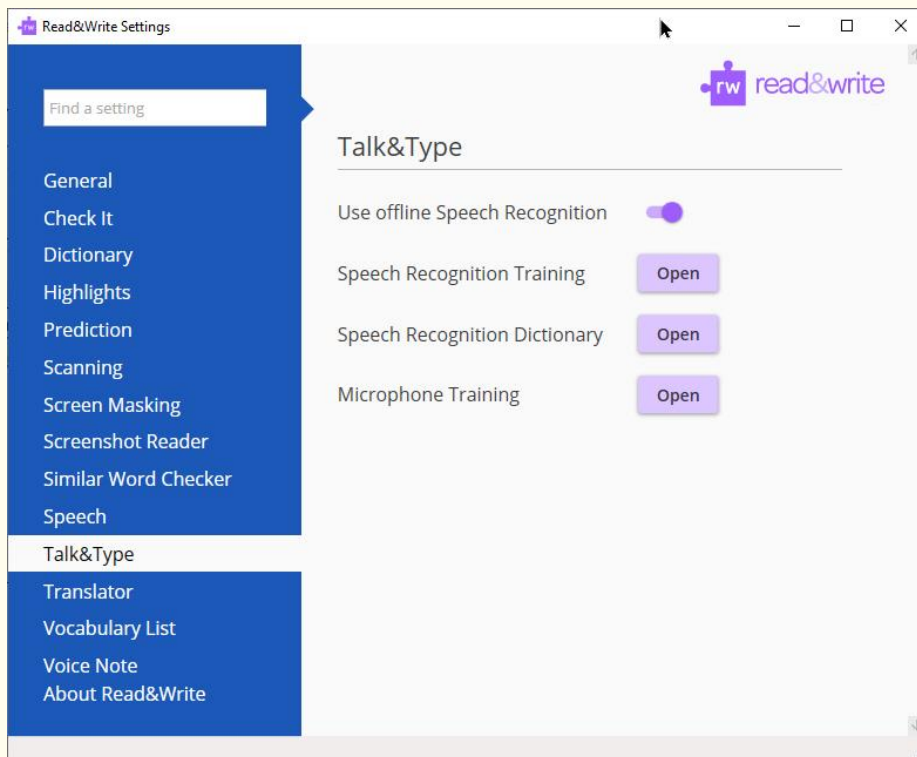 Read&Write Settings
rw read&write
Find a setting
General
Check It
Dictionary
Highlights
Prediction
Scanning
Screen Masking
Screenshot Reader
Similar Word Checker
Speech
Talk&Type
Translator
Vocabulary List
Voice Note
About Read&Write
Talk&Type
Use offline Speech Recognition
Speech Recognition Training Open
Speech Recognition Dictionary Open
Microphone Training Open